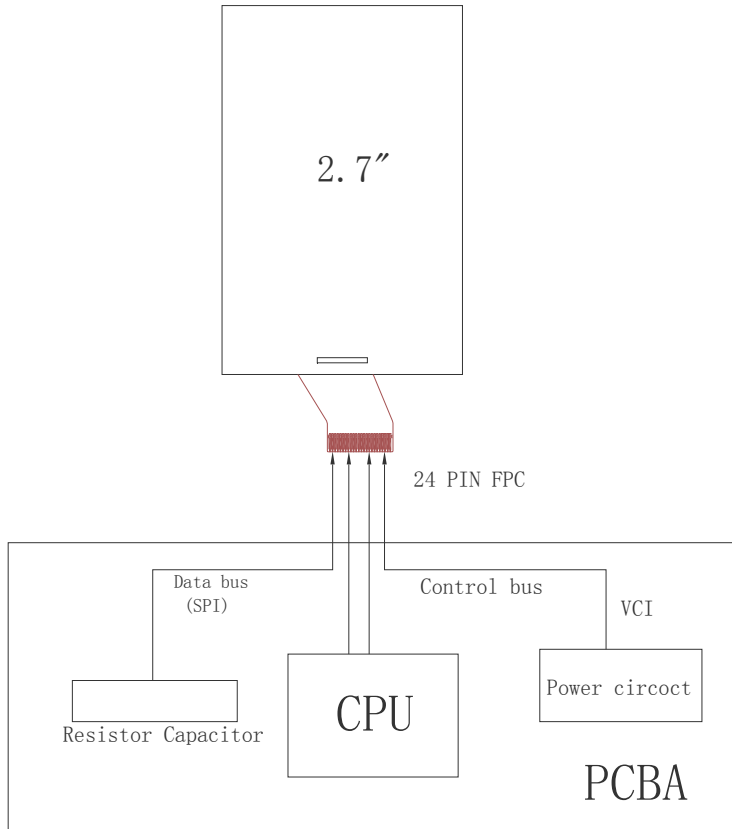 2.7″
24 PIN FPC
Data bus
(SPI)
Control bus
VCI
Resistor Capacitor
CPU
Power circoct
PCBA